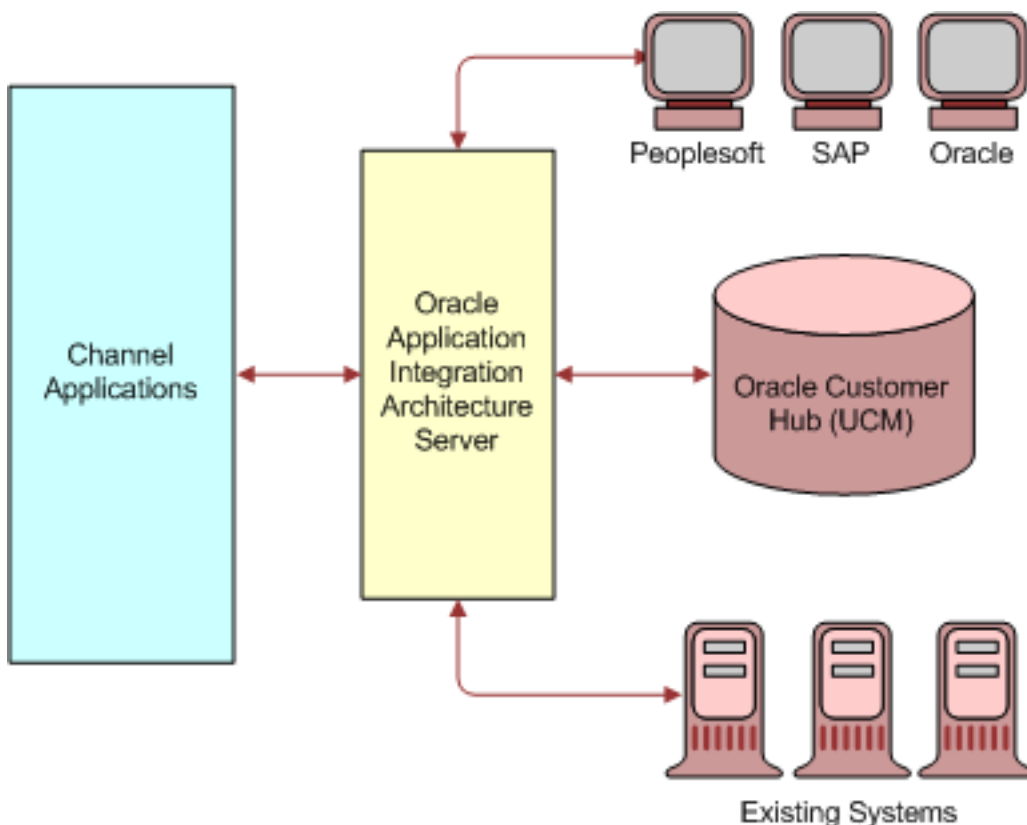 Peoplesoft
SAP
Oracle
Channel
Applications
Oracle
Application
Integration
Architecture
Server
Oracle Customer
Hub (UCM)
Existing Systems